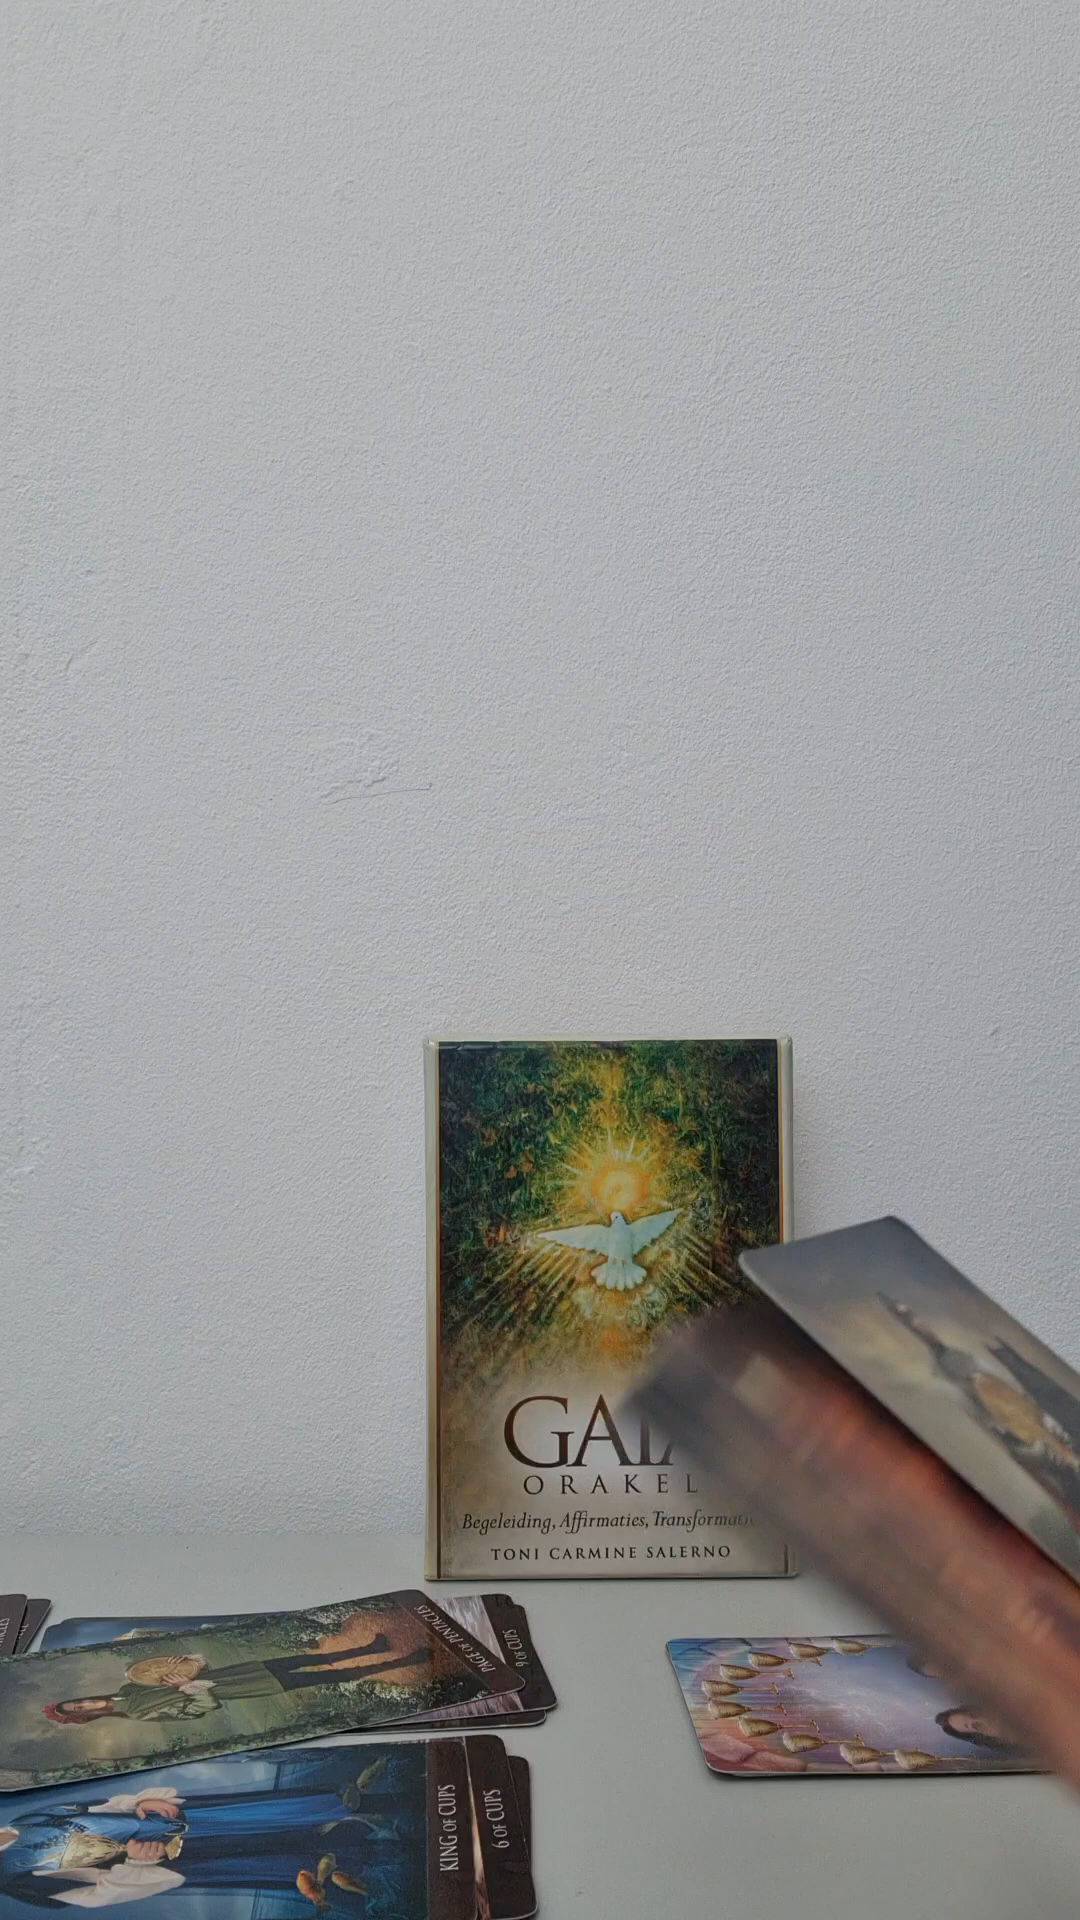 GAIA
ORAKEL
Begeleiding, Affirmaties, Transformatie
TONI CARMINE SALERNO
PAGE OF PENTACLES
9 OF CUPS
KING OF CUPS
6 OF CUPS